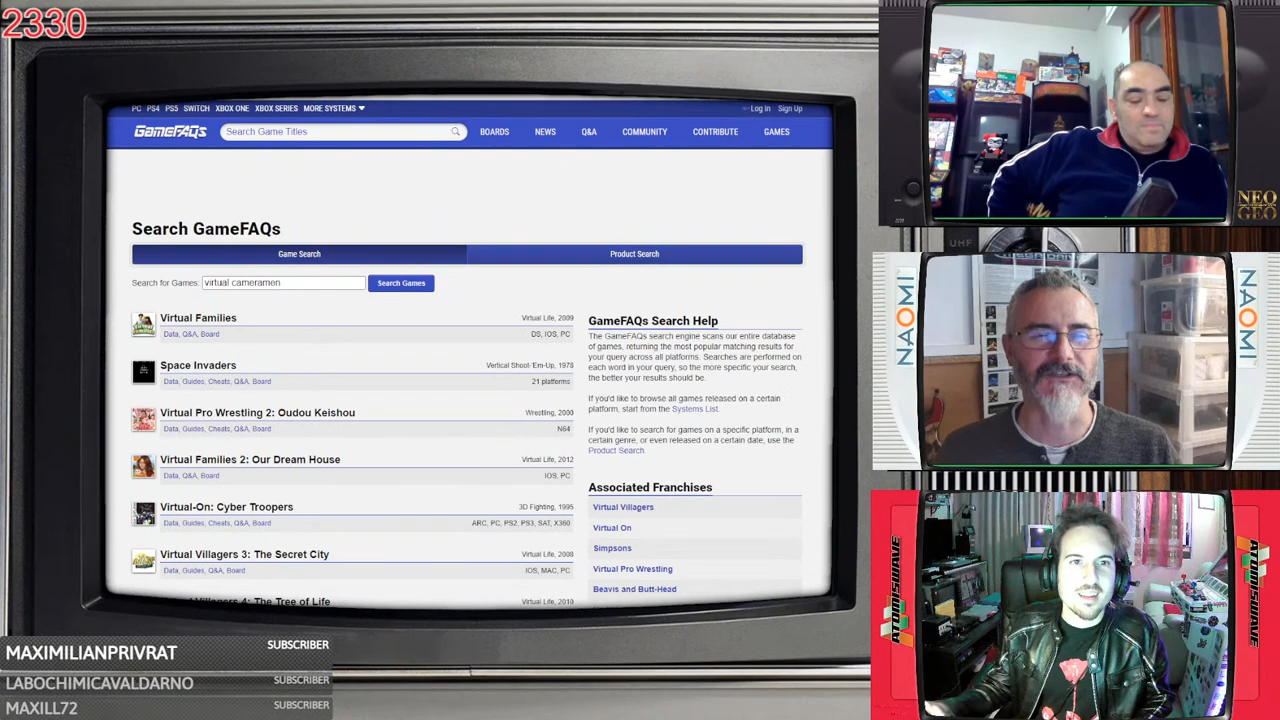 2330
PC PS4 PS5 SWITCH XBOX ONE XBOX SERIES MORE SYSTEMS
Log In Sign Up
GameFAQs
Search Game Titles
BOARDS NEWS Q&A COMMUNITY CONTRIBUTE GAMES
Search GameFAQs
Game Search
Product Search
Search for Games: virtual cameramen Search Games
Virtual Families
Virtual Life, 2009
Data, Q&A, Board
DS, IOS, PC
Space Invaders
Vertical Shoot-'Em-Up, 1978
Data, Guides, Cheats, Q&A, Board
21 platforms
Virtual Pro Wrestling 2: Oudou Keishou
Wrestling, 2000
Data, Guides, Cheats, Q&A, Board
N64
Virtual Families 2: Our Dream House
Virtual Life, 2012
Data, Q&A, Board
IOS, PC
Virtual-On: Cyber Troopers
3D Fighting, 1995
Data, Guides, Cheats, Q&A, Board
ARC, PC, PS2, PS3, SAT, X360
Virtual Villagers 3: The Secret City
Virtual Life, 2008
Data, Guides, Q&A, Board
IOS, MAC, PC
Villagers 4: The Tree of Life
Virtual Life, 2010
GameFAQs Search Help
The GameFAQs search engine scans our entire database
of games, returning the most popular matching results for
your query across all platforms. Searches are performed on
each word in your query, so the more specific your search,
the better your results should be.
If you'd like to browse all games released on a certain
platform, start from the Systems List.
If you'd like to search for games on a specific platform, in a
certain genre, or even released on a certain date, use the
Product Search.
Associated Franchises
Virtual Villagers
Virtual On
Simpsons
Virtual Pro Wrestling
Beavis and Butt-Head
UHF
NEO
GEO
NAOMI
NAOMI
ATOMISWAVE
ATOMISWAVE
MAXIMILIANPRIVRAT SUBSCRIBER
LABOCHIMICAVALDARNO SUBSCRIBER
MAXILL72 SUBSCRIBER